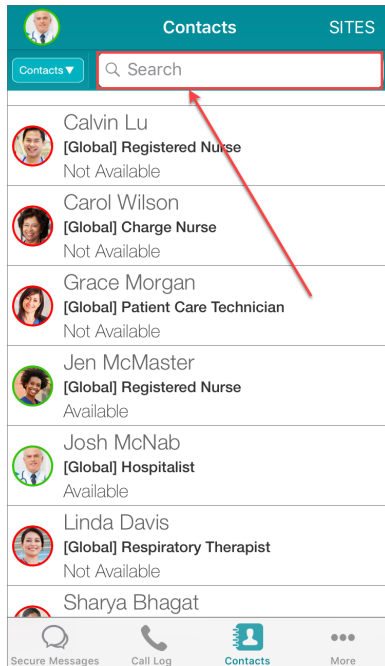 Contacts
SITES
Contacts ▼
Search
Calvin Lu
[Global] Registered Nurse
Not Available
Carol Wilson
[Global] Charge Nurse
Not Available
Grace Morgan
[Global] Patient Care Technician
Not Available
Jen McMaster
[Global] Registered Nurse
Available
Josh McNab
[Global] Hospitalist
Available
Linda Davis
[Global] Respiratory Therapist
Not Available
Sharya Bhagat
Secure Messages
Call Log
Contacts
More